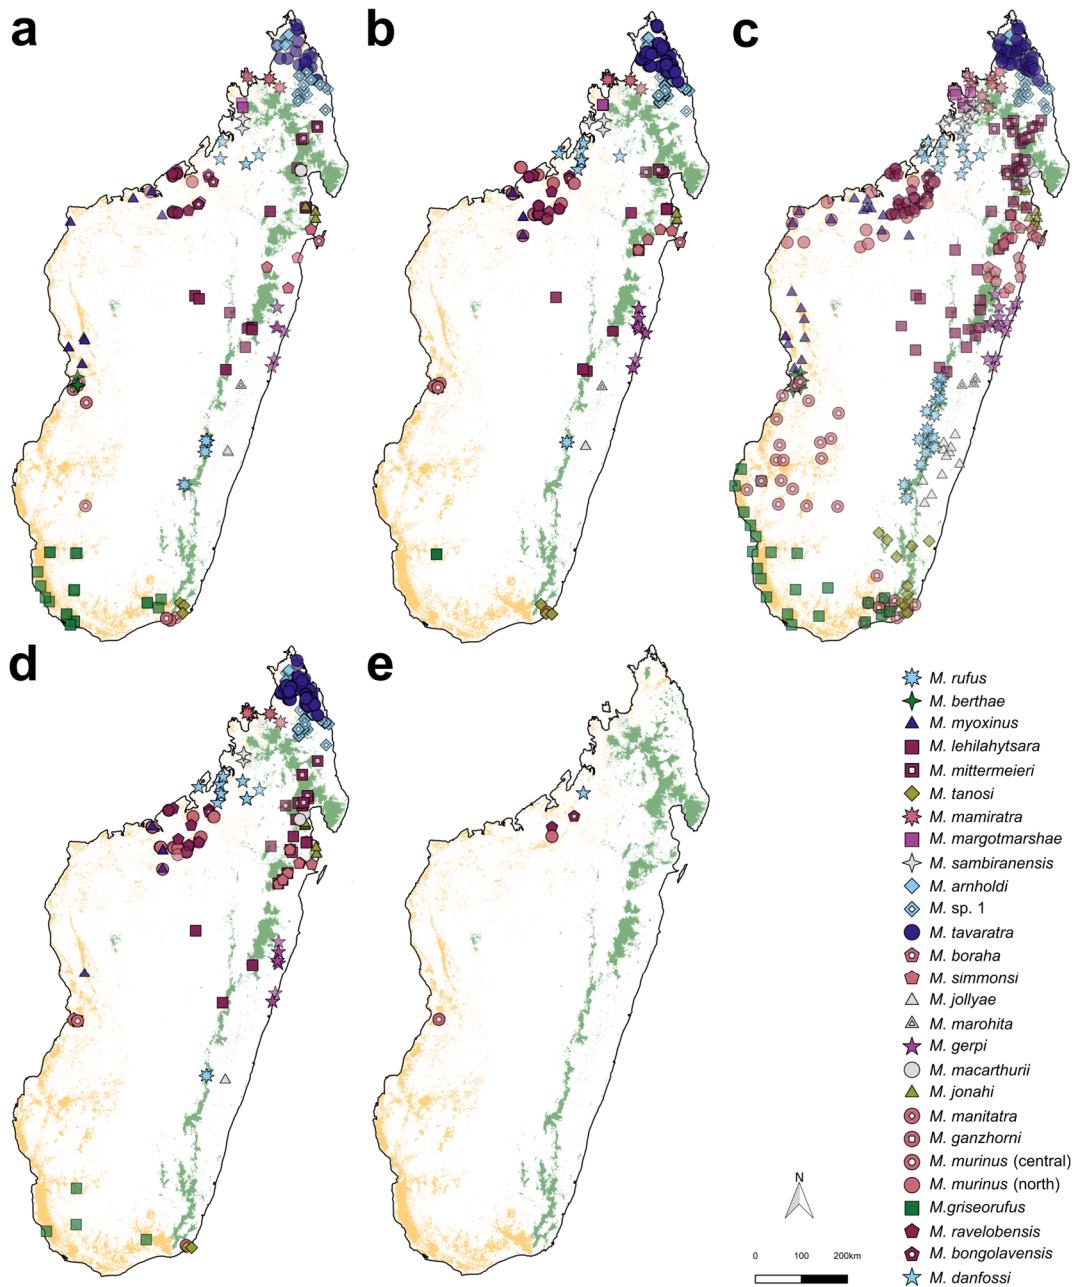 a
b
c
d
e
M. rufus
M. berthae
M. myoxinus
M. lehilahytsara
M. mittermeieri
M. tanosi
M. mamiratra
M. margotmarshae
M. sambiranensis
M. arnholdi
M. sp. 1
M. tavaratra
M. boraha
M. simmonsi
M. jollyae
M. marohita
M. gerpi
M. macarthurii
M. jonahi
M. manitatra
M. ganzhorni
M. murinus (central)
M. murinus (north)
M.griseorufus
M. ravelobensis
M. bongolavensis
M. danfossi
N
0 100 200km